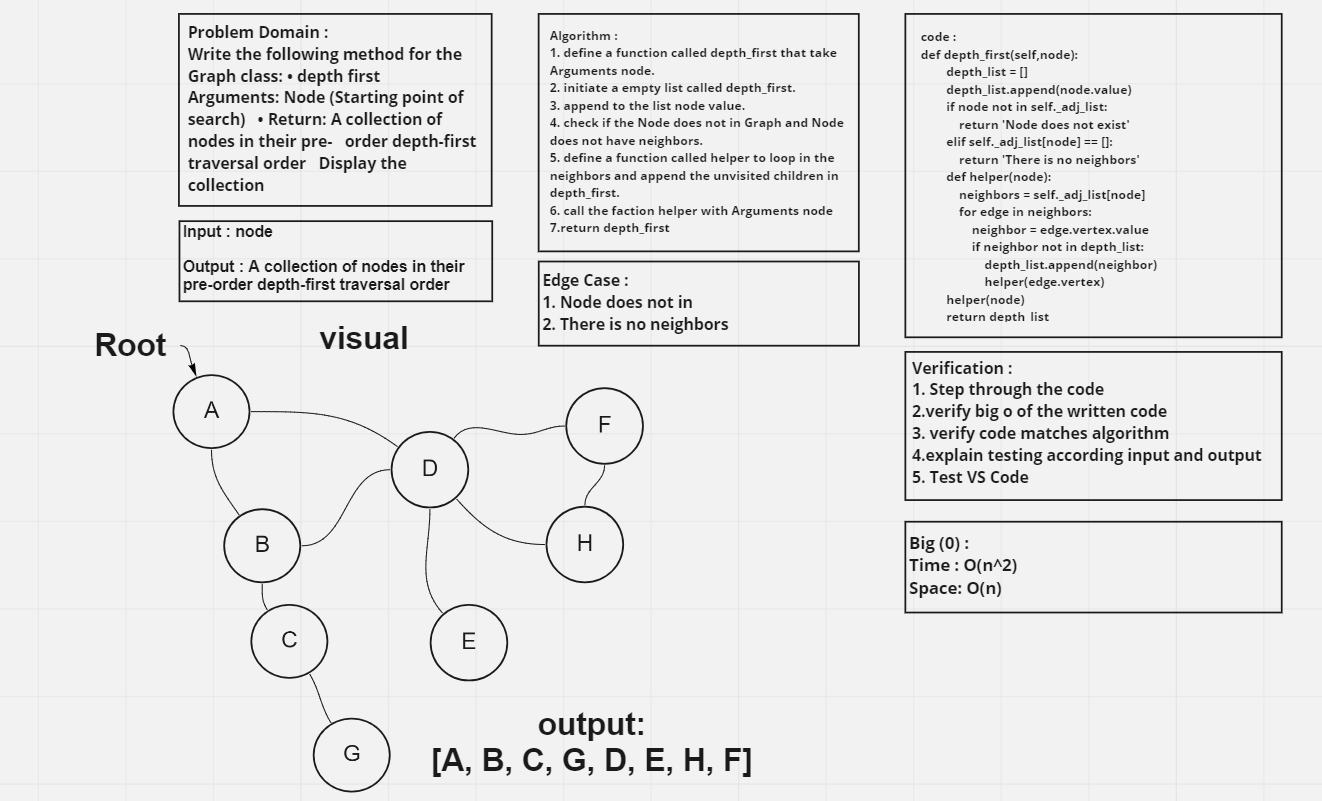 Problem Domain :
Write the following method for the
Graph class: • depth first
Arguments: Node (Starting point of
search)   • Return: A collection of
nodes in their pre-   order depth-first
traversal order   Display the
collection
Input : node
Output : A collection of nodes in their
pre-order depth-first traversal order
Algorithm :
1. define a function called depth_first that take
Arguments node.
2. initiate a empty list called depth_first.
3. append to the list node value.
4. check if the Node does not in Graph and Node
does not have neighbors.
5. define a function called helper to loop in the
neighbors and append the unvisited children in
depth_first.
6. call the faction helper with Arguments node
7.return depth_first
Edge Case :
1. Node does not in
2. There is no neighbors
code :
def depth_first(self,node):
depth_list = []
depth_list.append(node.value)
if node not in self._adj_list:
return 'Node does not exist'
elif self._adj_list[node] == []:
return 'There is no neighbors'
def helper(node):
neighbors = self._adj_list[node]
for edge in neighbors:
neighbor = edge.vertex.value
if neighbor not in depth_list:
depth_list.append(neighbor)
helper(edge.vertex)
helper(node)
return depth_list
Verification :
1. Step through the code
2.verify big o of the written code
3. verify code matches algorithm
4.explain testing according input and output
5. Test VS Code
Big (0) :
Time : O(n^2)
Space: O(n)
visual
Root
A
F
D
B
H
C
E
G
output:
[A, B, C, G, D, E, H, F]